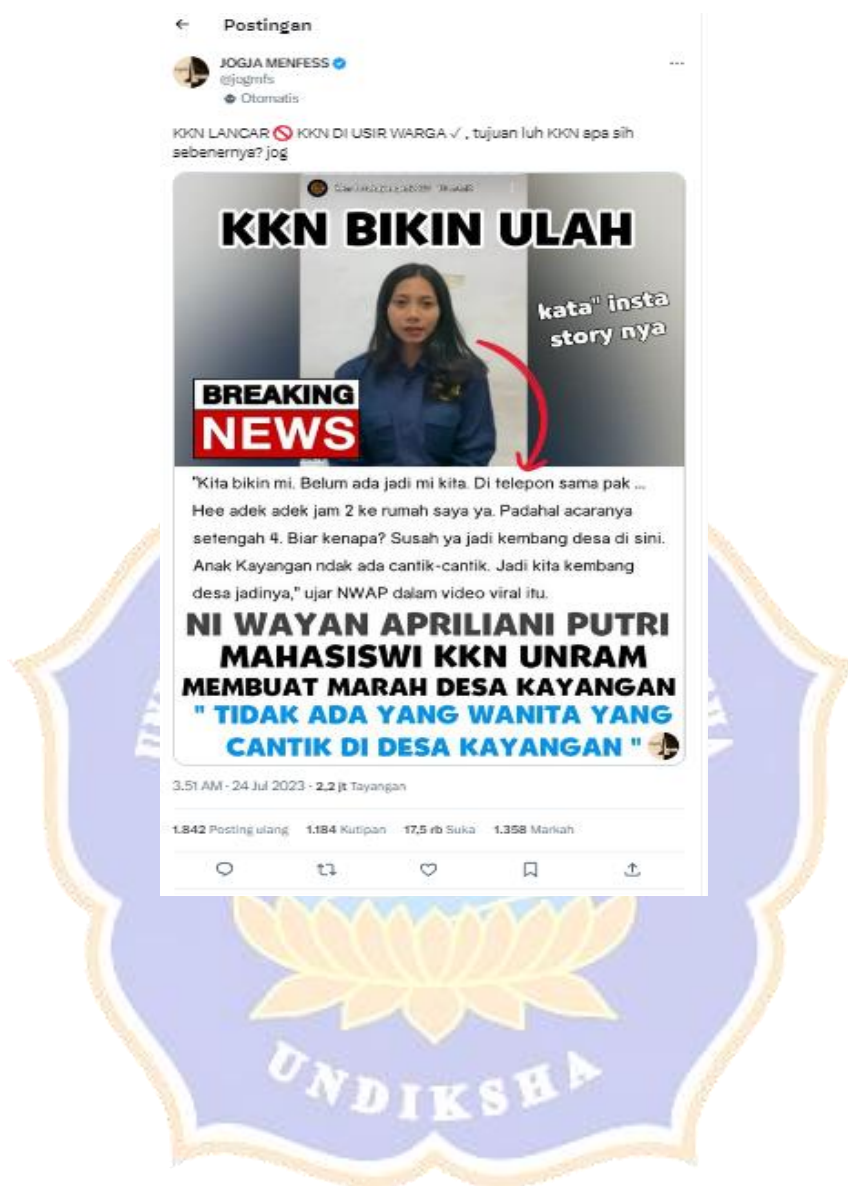 Postingan
JOGJA MENFESS
@jogmfs
Otomatis
KKN LANCAR 🚫 KKN DI USIR WARGA ✓ , tujuan luh KKN apa sih
sebenernya? jog
KKN BIKIN ULAH
kata" insta
story nya
BREAKING
NEWS
"Kita bikin mi. Belum ada jadi mi kita. Di telepon sama pak ...
Hee adek adek jam 2 ke rumah saya ya. Padahal acaranya
setengah 4. Biar kenapa? Susah ya jadi kembang desa di sini.
Anak Kayangan ndak ada cantik-cantik. Jadi kita kembang
desa jadinya," ujar NWAP dalam video viral itu.
NI WAYAN APRILIANI PUTRI
MAHASISWI KKN UNRAM
MEMBUAT MARAH DESA KAYANGAN
" TIDAK ADA YANG WANITA YANG
CANTIK DI DESA KAYANGAN "
3.51 AM · 24 Jul 2023 · 2,2 jt Tayangan
1.842 Posting ulang 1.184 Kutipan 17,5 rb Suka 1.358 Markah
UNDIKSHA